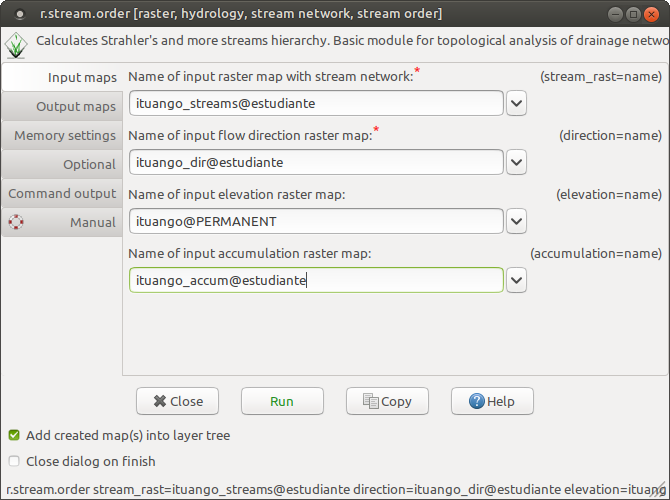 r.stream.order [raster, hydrology, stream network, stream order]
Calculates Strahler's and more streams hierarchy. Basic module for topological analysis of drainage netwo
Input maps
Name of input raster map with stream network:* (stream_rast=name)
ituango_streams@estudiante
Output maps
Name of input flow direction raster map:* (direction=name)
Memory settings
ituango_dir@estudiante
Optional
Command output
Name of input elevation raster map: (elevation=name)
Manual
ituango@PERMANENT
Name of input accumulation raster map: (accumulation=name)
ituango_accum@estudiante
Close Run Copy Help
Add created map(s) into layer tree
Close dialog on finish
r.stream.order stream_rast=ituango_streams@estudiante direction=ituango_dir@estudiante elevation=ituang